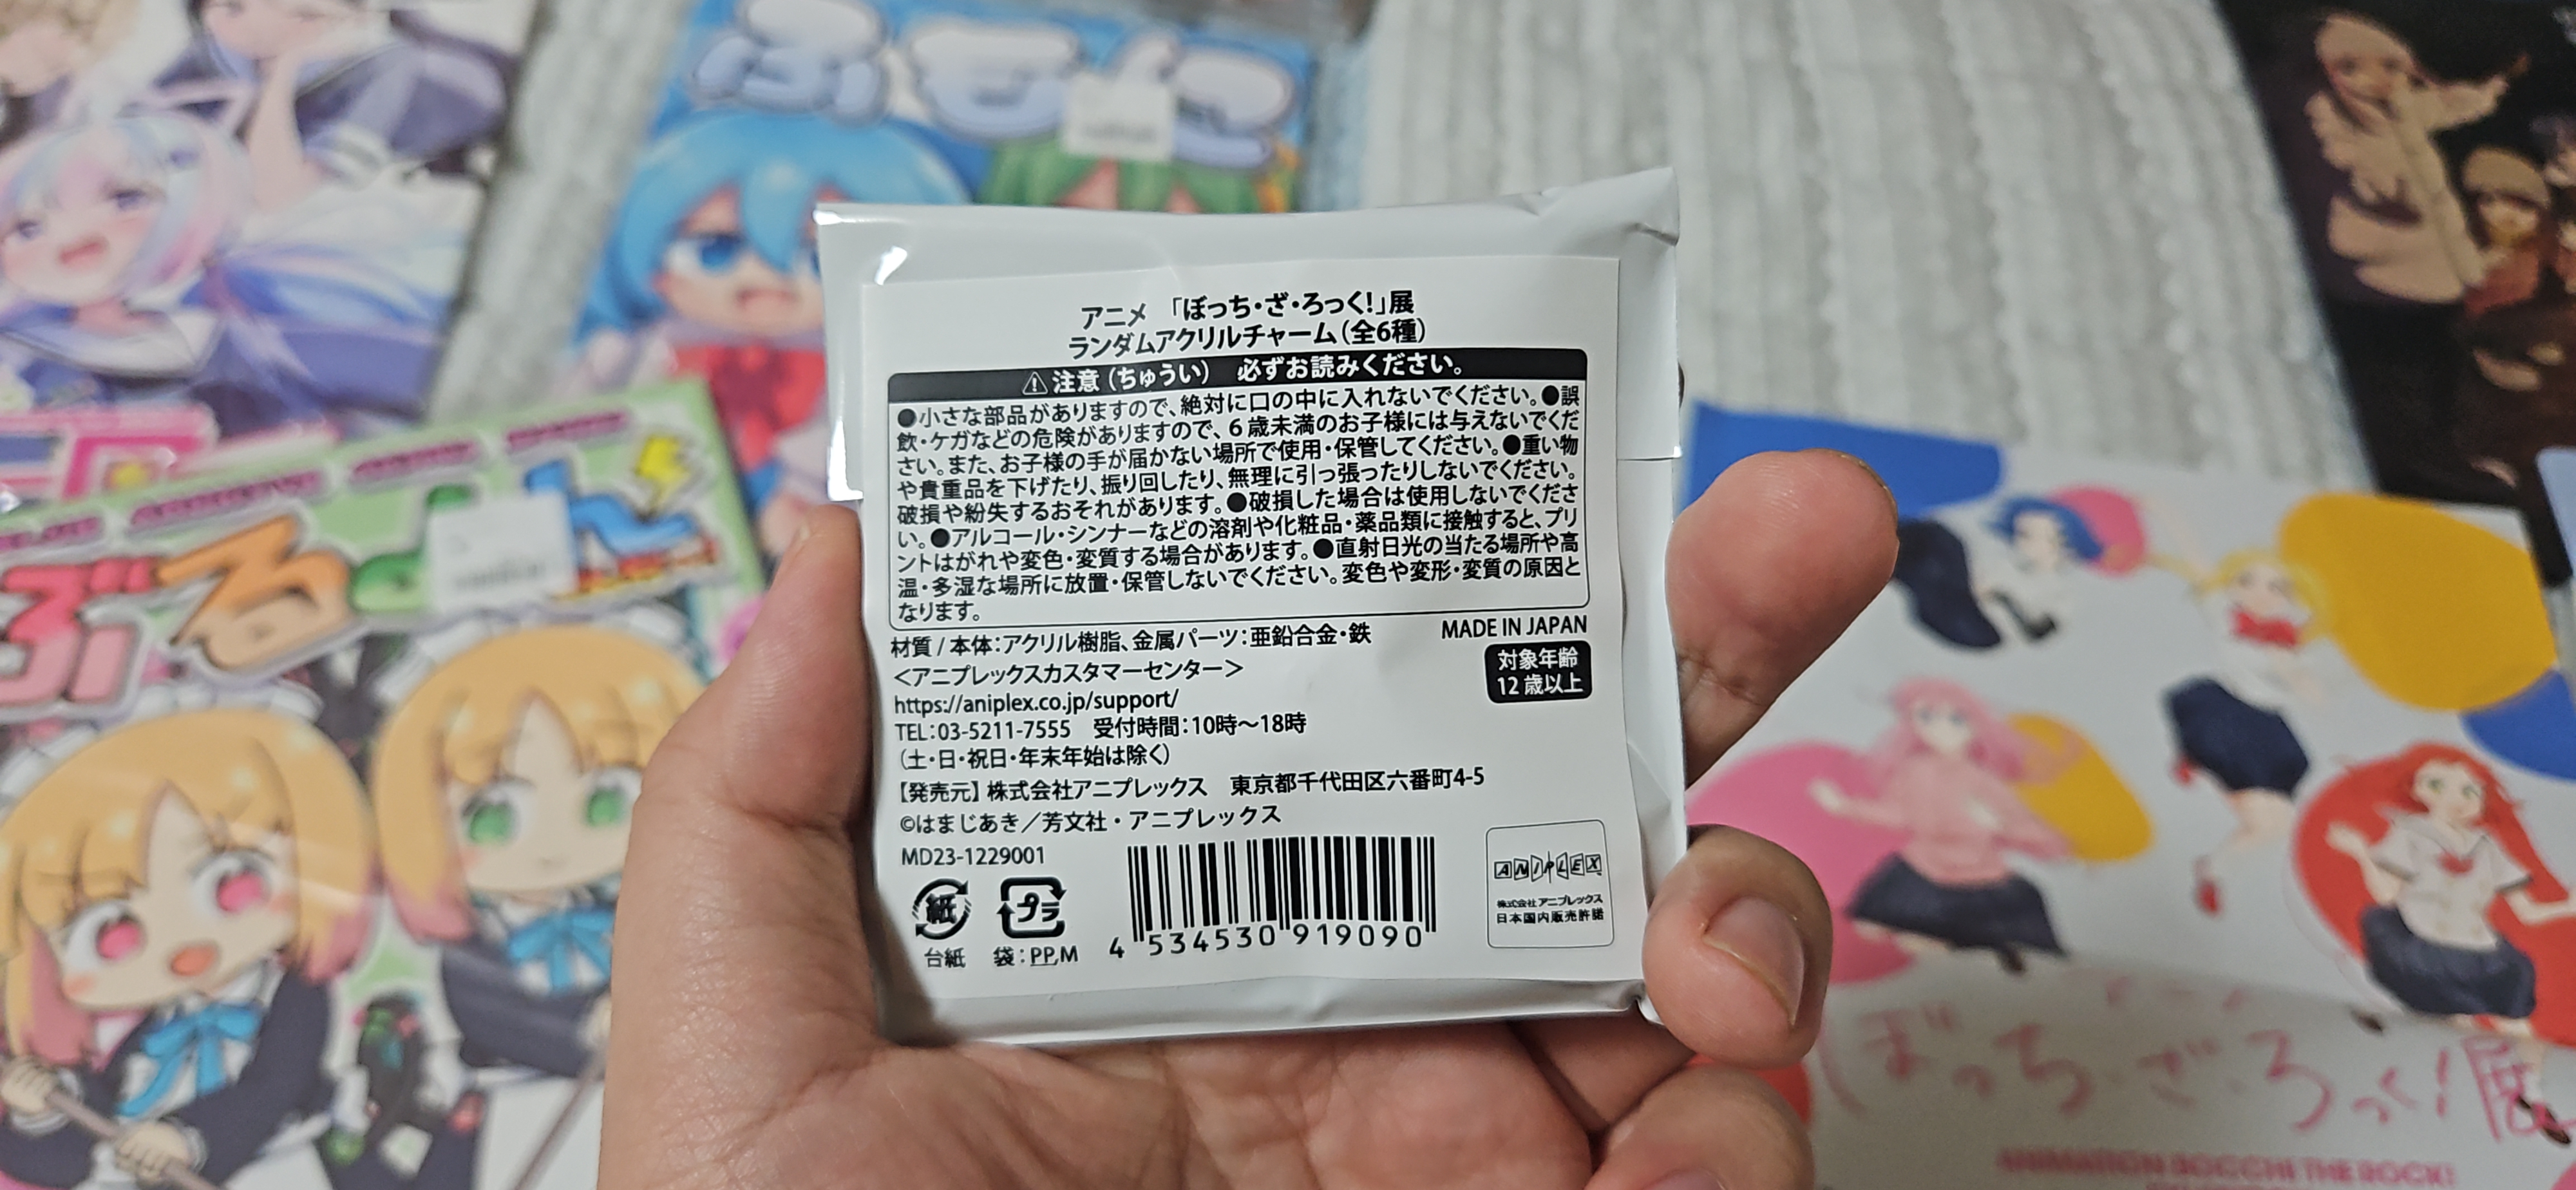 アニメ 「ぼっち・ざ・ろっく!」展
ランダムアクリルチャーム(全6種)
⚠注意(ちゅうい) 必ずお読みください。
●小さな部品がありますので、絶対に口の中に入れないでください。●誤
飲・ケガなどの危険がありますので、6歳未満のお子様には与えないでくだ
さい。また、お子様の手が届かない場所で使用・保管してください。●重い物
や貴重品を下げたり、振り回したり、無理に引っ張ったりしないでください。
破損や紛失するおそれがあります。●破損した場合は使用しないでくださ
い。●アルコール・シンナーなどの溶剤や化粧品・薬品類に接触すると、プリ
ントはがれや変色・変質する場合があります。●直射日光の当たる場所や高
温・多湿な場所に放置・保管しないでください。変色や変形・変質の原因と
なります。
材質/本体:アクリル樹脂、金属パーツ:亜鉛合金・鉄
MADE IN JAPAN
<アニプレックスカスタマーセンター>
対象年齢
12歳以上
https://aniplex.co.jp/support/
TEL:03-5211-7555 受付時間:10時~18時
(土・日・祝日・年末年始は除く)
【発売元】株式会社アニプレックス 東京都千代田区六番町4-5
©はまじあき/芳文社・アニプレックス
MD23-1229001
紙
プラ
台紙 袋:PP,M
4 534530 919090
ANIPLEX
株式会社アニプレックス
日本国内販売許諾
ぼっち・ざ・ろっく!展
ANIMATION BOCCHI THE ROCK!